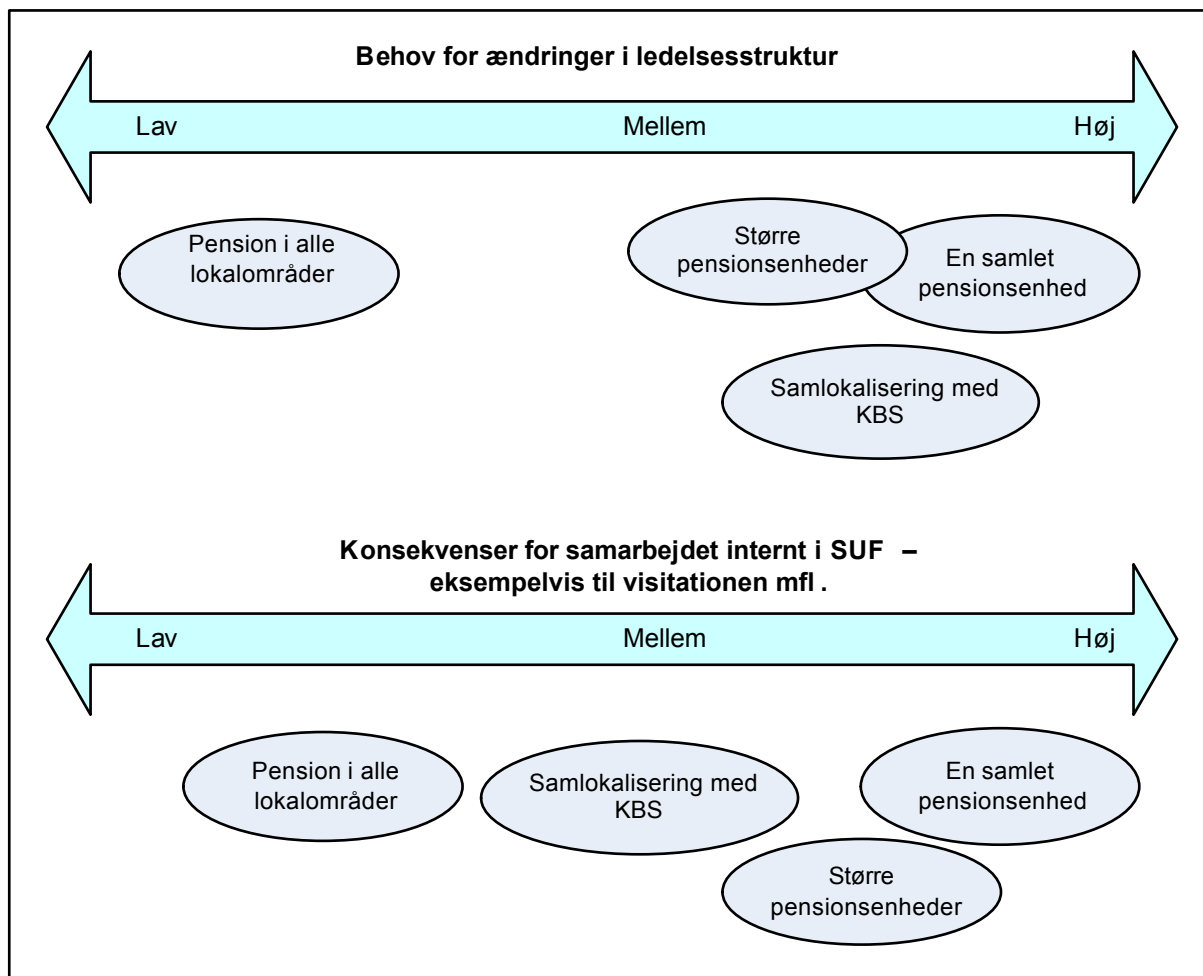 Behov for ændringer i ledelsesstruktur
Lav Mellem Høj
Pension i alle
lokalområder
Større
pensionsenheder
En samlet
pensionsenhed
Samlokalisering med
KBS
Konsekvenser for samarbejdet internt i SUF –
eksempelvis til visitationen mfl .
Lav Mellem Høj
Pension i alle
lokalområder
Samlokalisering med
KBS
En samlet
pensionsenhed
Større
pensionsenheder